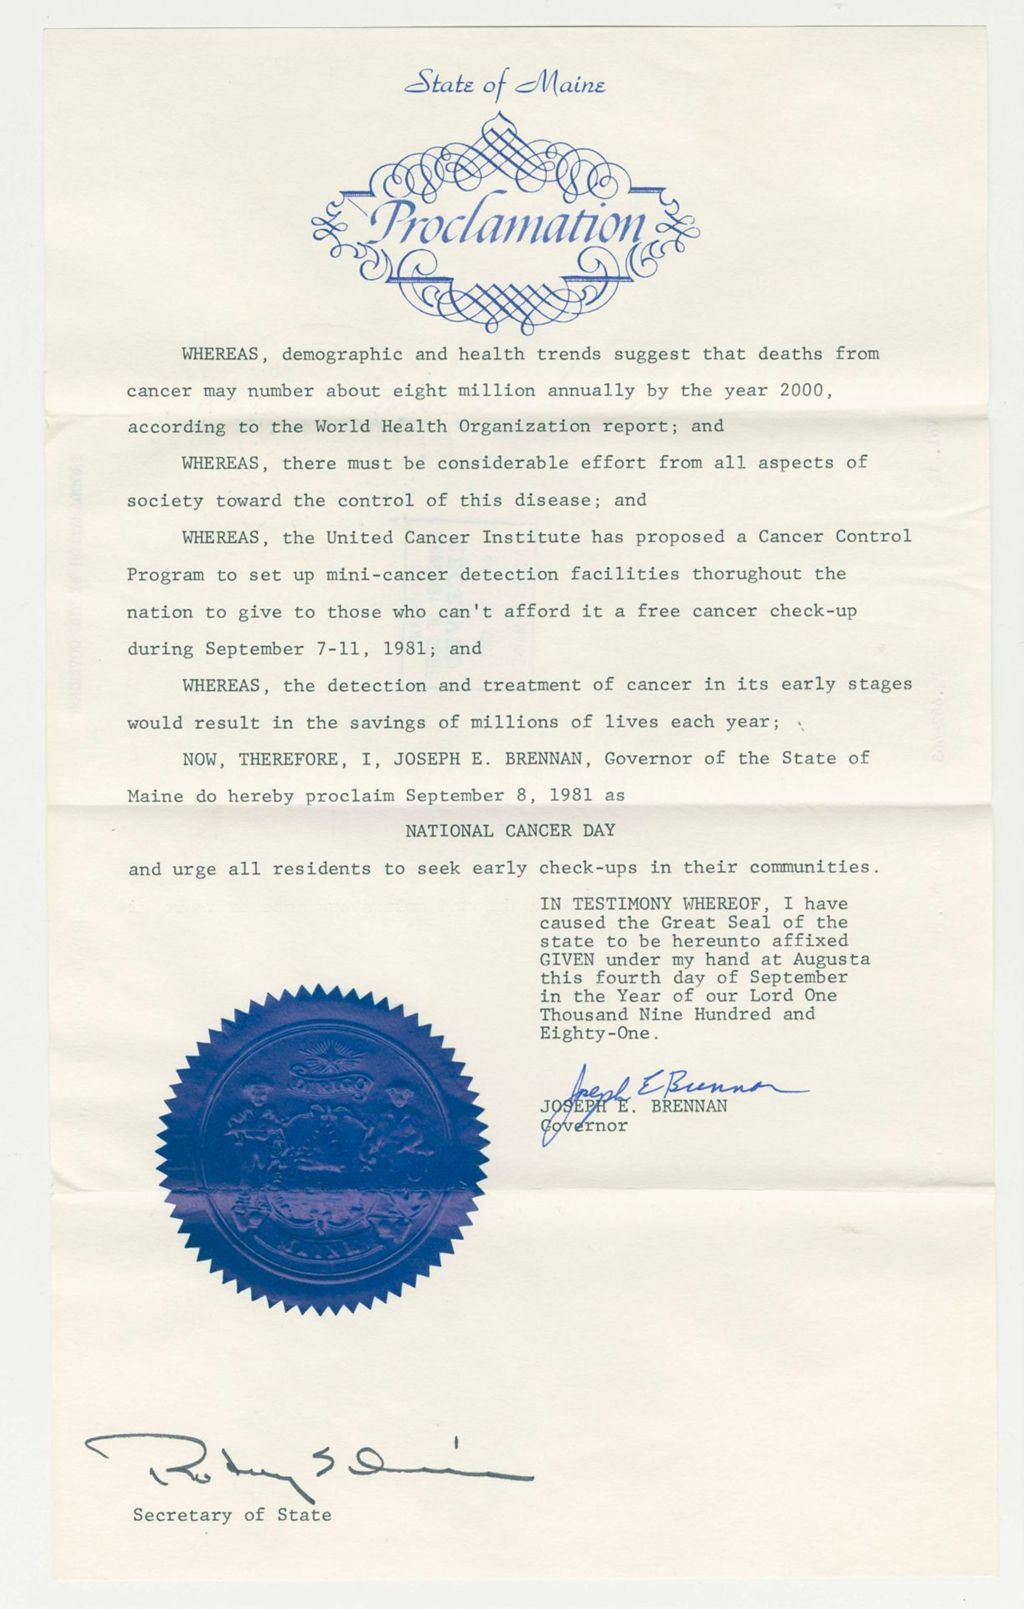 State of Maine
Proclamation
WHEREAS, demographic and health trends suggest that deaths from
cancer may number about eight million annually by the year 2000,
according to the World Health Organization report; and
WHEREAS, there must be considerable effort from all aspects of
society toward the control of this disease; and
WHEREAS, the United Cancer Institute has proposed a Cancer Control
Program to set up mini-cancer detection facilities thorughout the
nation to give to those who can't afford it a free cancer check-up
during September 7-11, 1981; and
WHEREAS, the detection and treatment of cancer in its early stages
would result in the savings of millions of lives each year;
NOW, THEREFORE, I, JOSEPH E. BRENNAN, Governor of the State of
Maine do hereby proclaim September 8, 1981 as
NATIONAL CANCER DAY
and urge all residents to seek early check-ups in their communities.
IN TESTIMONY WHEREOF, I have
caused the Great Seal of the
state to be hereunto affixed
GIVEN under my hand at Augusta
this fourth day of September
in the Year of our Lord One
Thousand Nine Hundred and
Eighty-One.
Joseph E Brennan
JOSEPH E. BRENNAN
Governor
DIRIGO
MAINE
Secretary of State